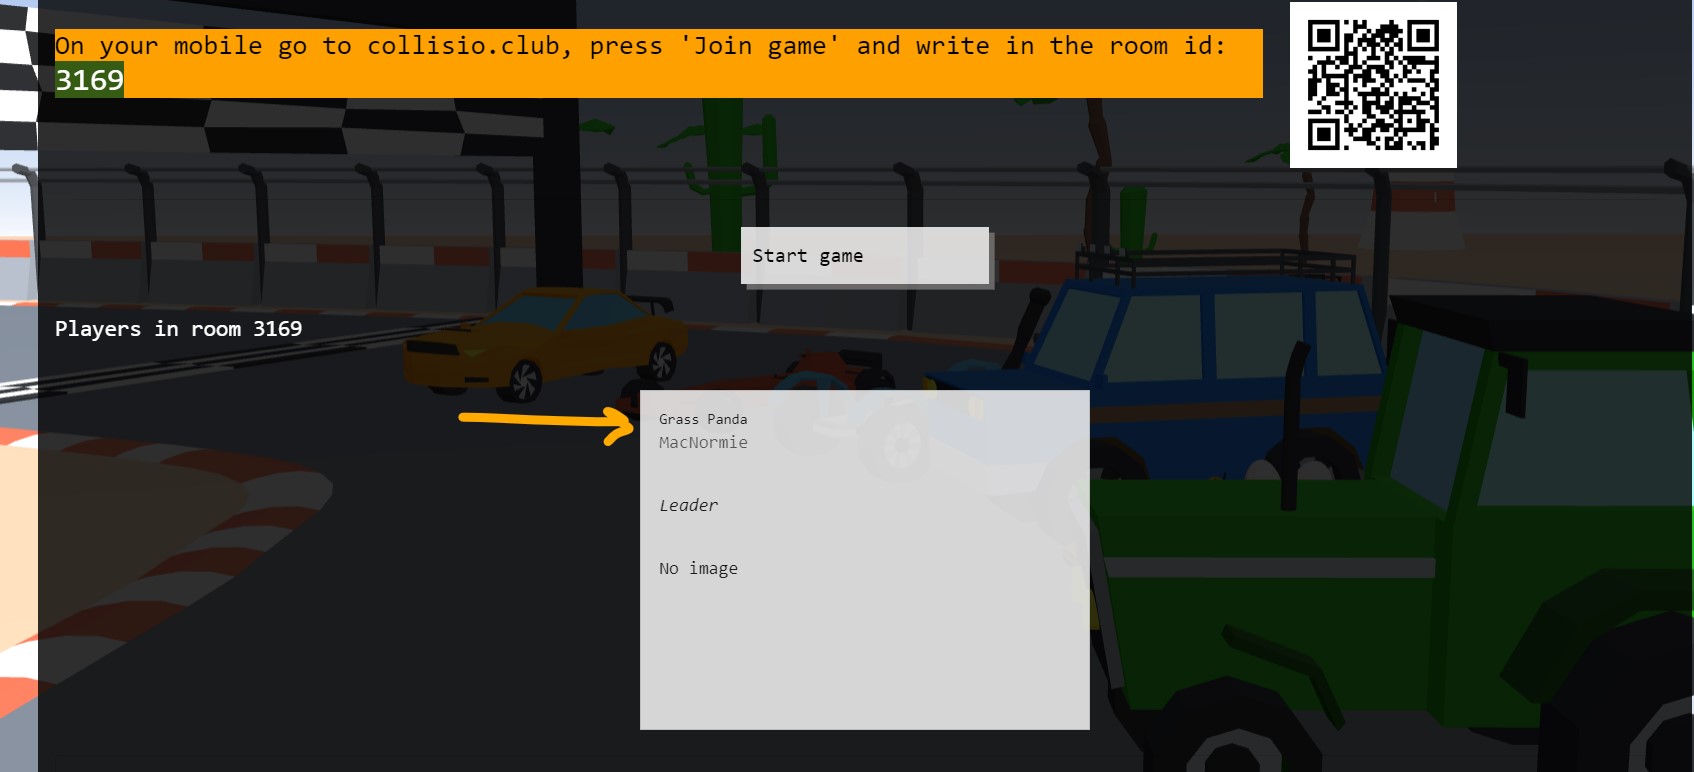 On your mobile go to collisio.club, press 'Join game' and write in the room id:
3169
Start game
Players in room 3169
Grass Panda
MacNormie
Leader
No image